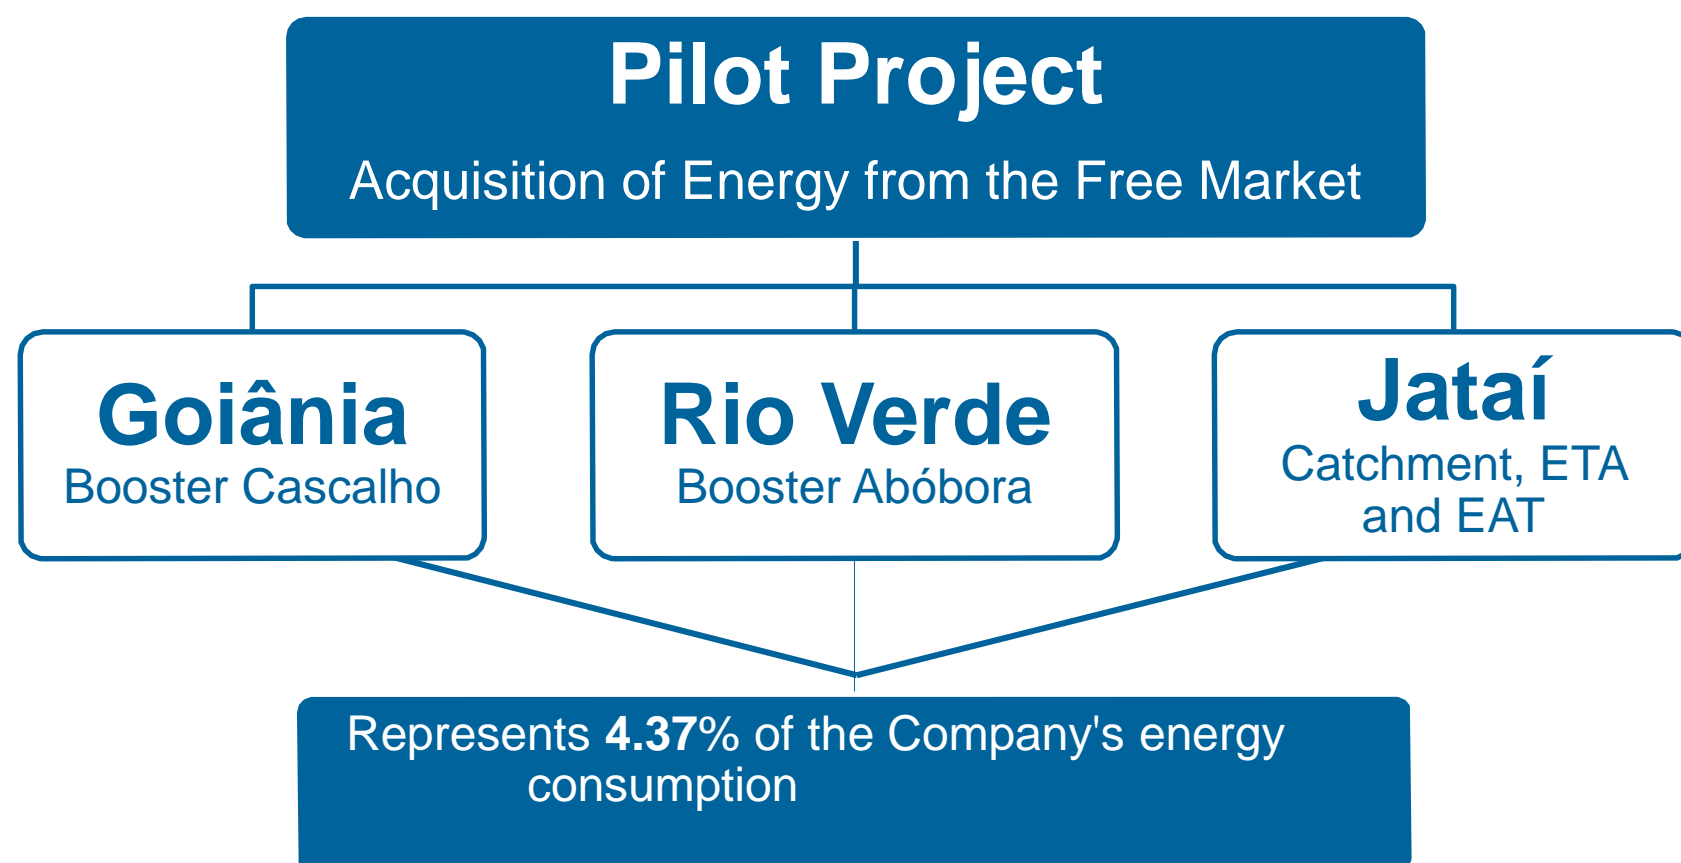 Pilot Project
Acquisition of Energy from the Free Market
Goiânia
Booster Cascalho
Rio Verde
Booster Abóbora
Jataí
Catchment, ETA
and EAT
Represents 4.37% of the Company's energy
consumption